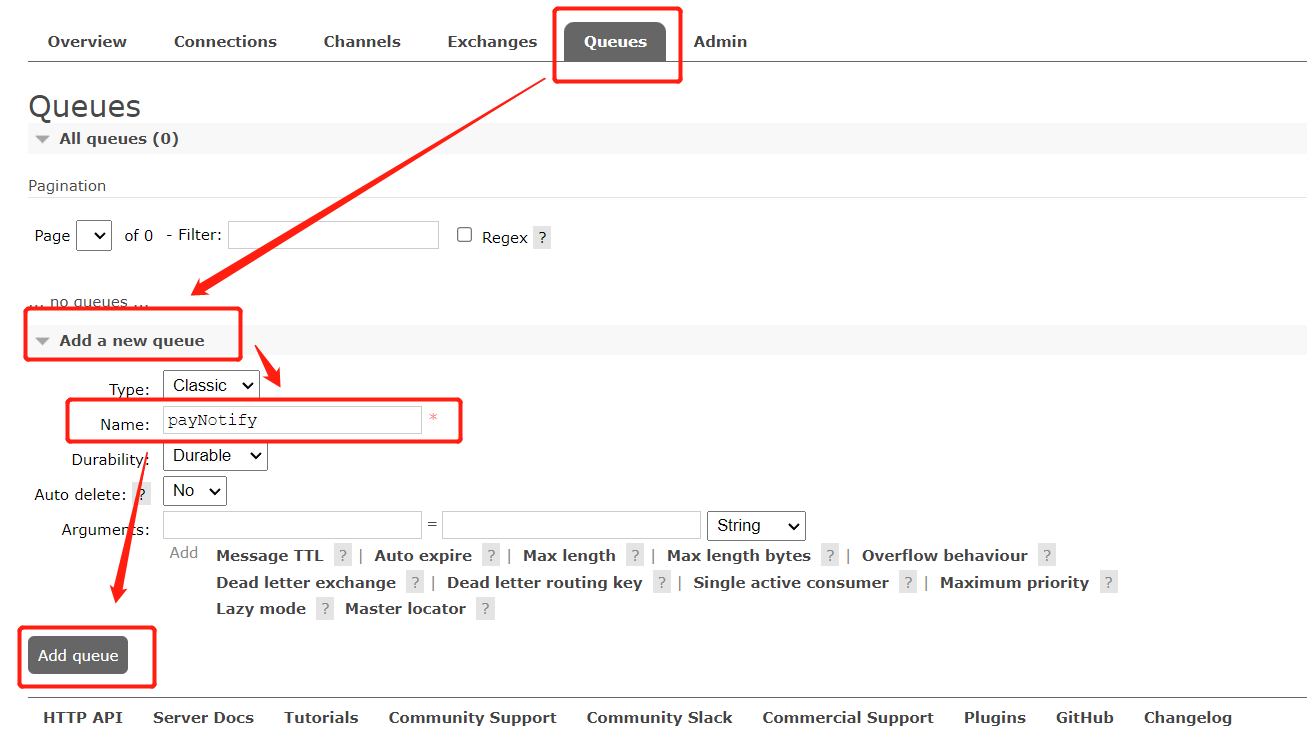 Overview Connections Channels Exchanges Queues Admin
Queues
All queues (0)
Pagination
Page of 0 - Filter: Regex ?
... no queues ...
Add a new queue
Type: Classic
Name: payNotify *
Durability: Durable
Auto delete: ? No
Arguments: = String
Add Message TTL ? | Auto expire ? | Max length ? | Max length bytes ? | Overflow behaviour ?
Dead letter exchange ? | Dead letter routing key ? | Single active consumer ? | Maximum priority ?
Lazy mode ? Master locator ?
Add queue
HTTP API Server Docs Tutorials Community Support Community Slack Commercial Support Plugins GitHub Changelog